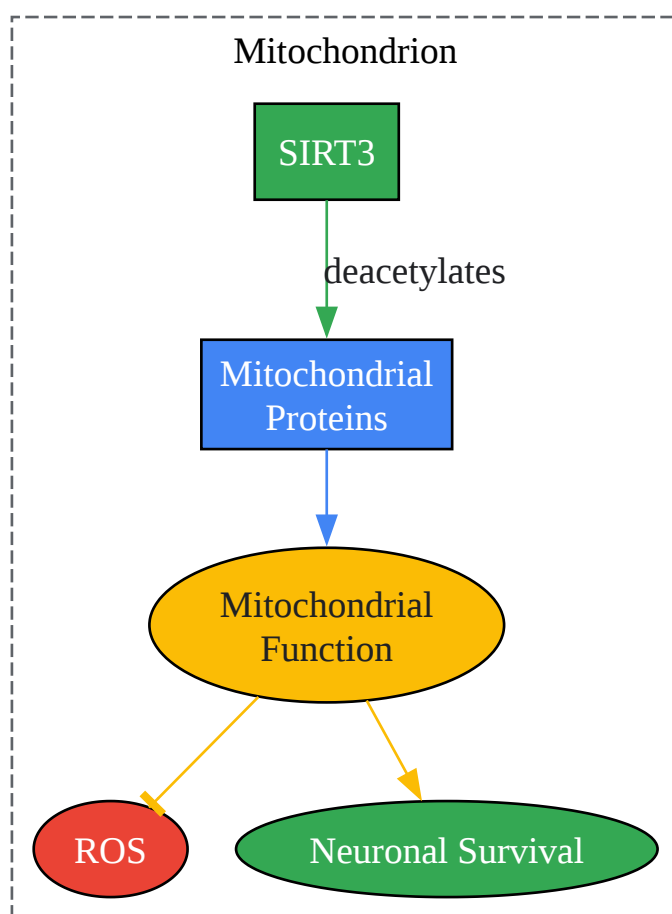 Mitochondrion
SIRT3
deacetylates
Mitochondrial
Proteins
Mitochondrial
Function
ROS
Neuronal Survival